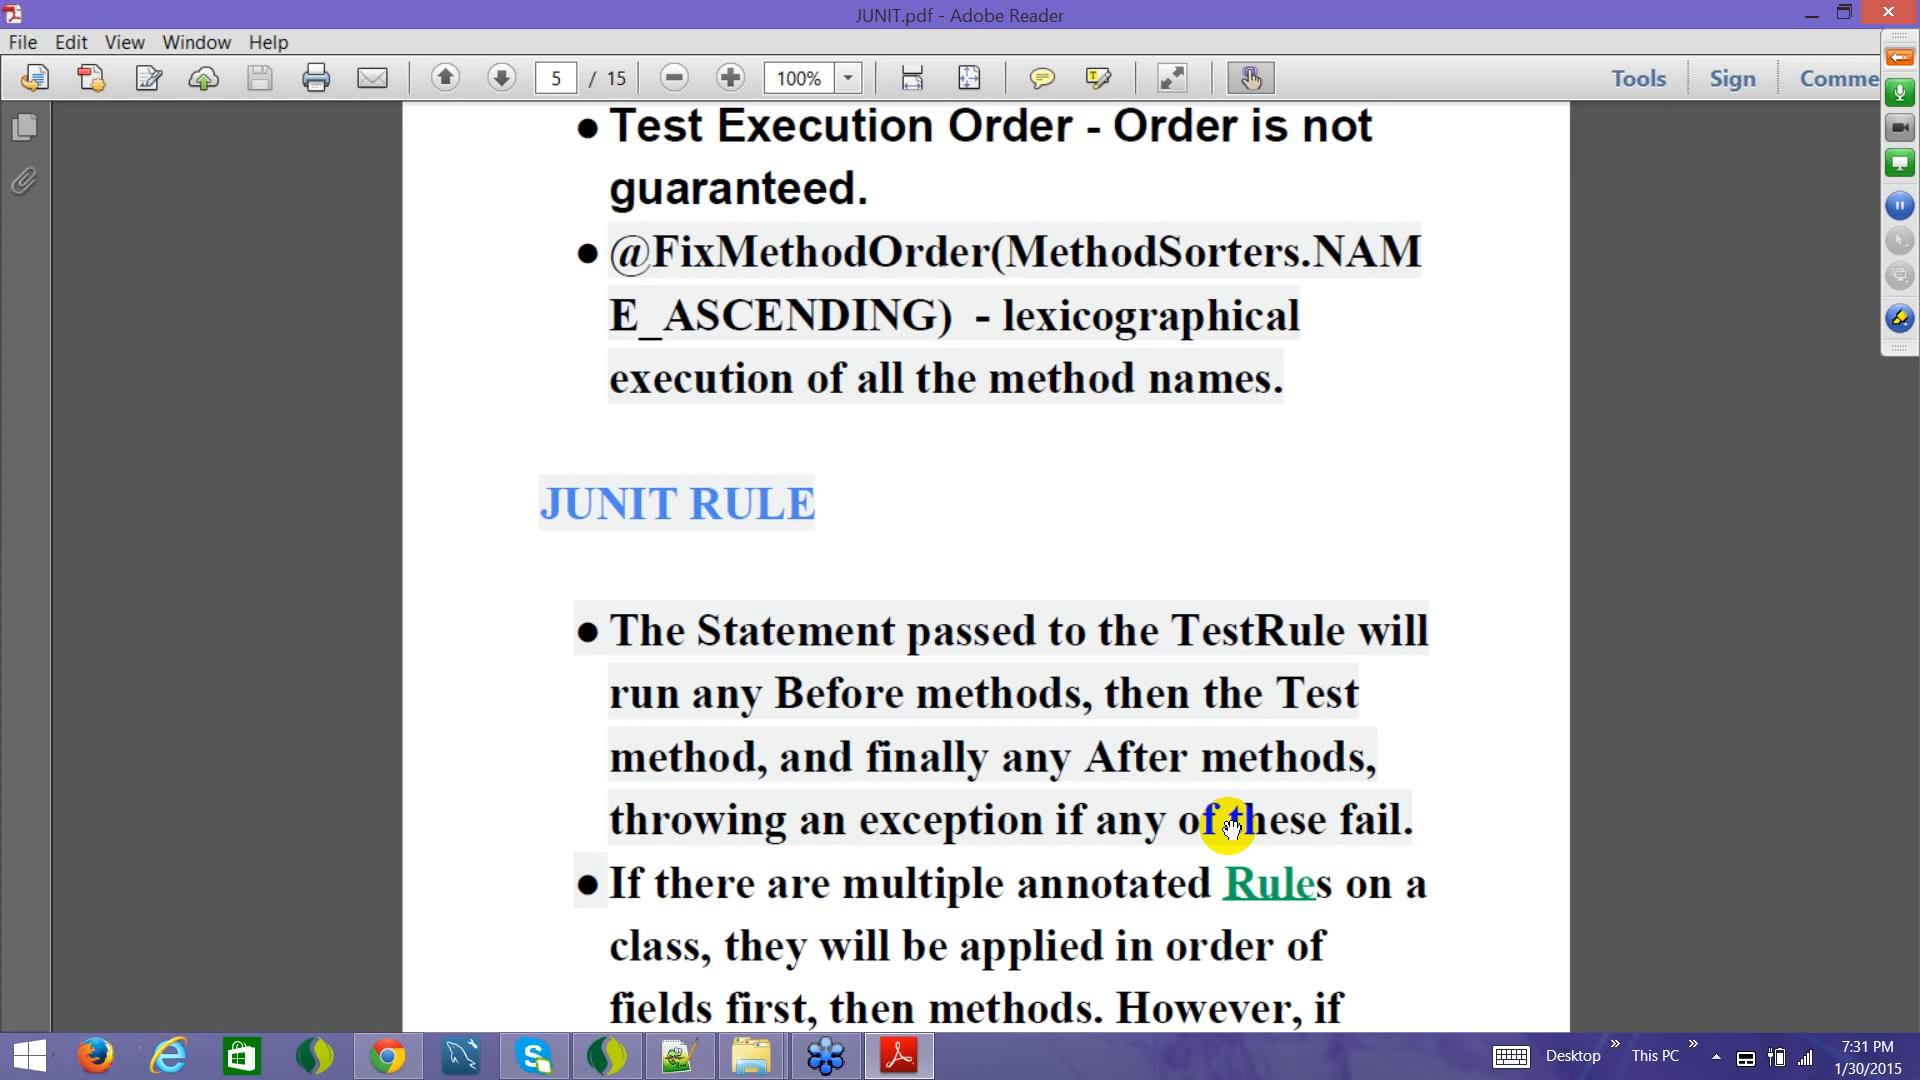 JUNIT.pdf - Adobe Reader
File Edit View Window Help
5 / 15 100% Tools Sign Comme
● Test Execution Order - Order is not
guaranteed.
● @FixMethodOrder(MethodSorters.NAM
E_ASCENDING) - lexicographical
execution of all the method names.
JUNIT RULE
● The Statement passed to the TestRule will
run any Before methods, then the Test
method, and finally any After methods,
throwing an exception if any of these fail.
● If there are multiple annotated Rules on a
class, they will be applied in order of
fields first, then methods. However, if
Desktop » This PC » 7:31 PM
1/30/2015